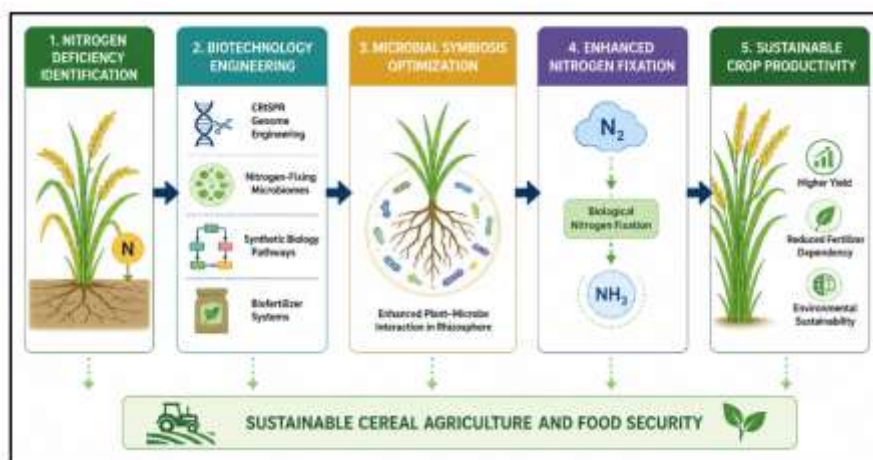 1. NITROGEN
DEFICIENCY
IDENTIFICATION
N
2. BIOTECHNOLOGY
ENGINEERING
CRISPR
Genome
Engineering
Nitrogen-Fixing
Microbiomes
Synthetic Biology
Pathways
Biofertilizer
Systems
3. MICROBIAL SYMBIOSIS
OPTIMIZATION
Enhanced Plant–Microbe
Interaction in Rhizosphere
4. ENHANCED
NITROGEN FIXATION
N₂
Biological
Nitrogen Fixation
NH₃
5. SUSTAINABLE
CROP PRODUCTIVITY
Higher Yield
Reduced Fertilizer
Dependency
Environmental
Sustainability
SUSTAINABLE CEREAL AGRICULTURE AND FOOD SECURITY